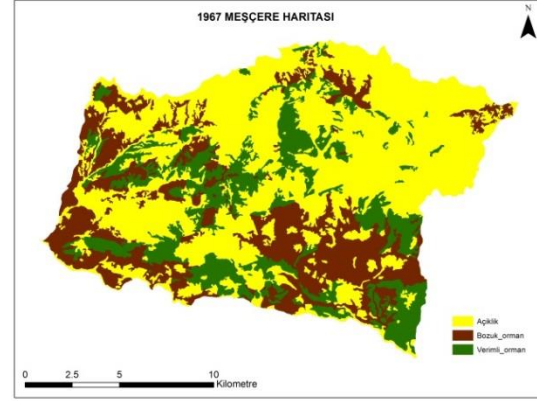 1967 MEŞÇERE HARITASI
N
Açiklik
Bozuk_orman
Verimli_orman
0 2.5 5 10
Kilometre